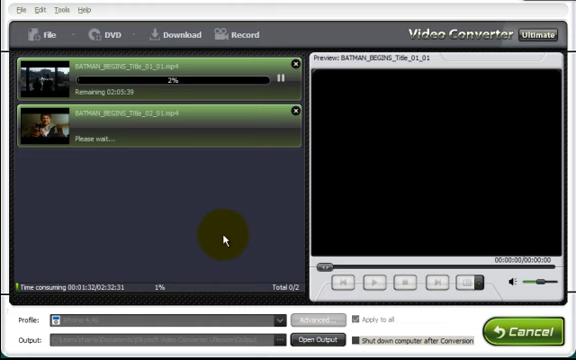 File Edit Tools Help
File DVD Download Record Video Converter Ultimate
BATMAN_BEGINS_Title_01_01.mp4
2%
Remaining 02:05:39
BATMAN_BEGINS_Title_02_01.mp4
Please wait...
Preview: BATMAN_BEGINS_Title_01_01
00:00:00/00:00:00
Time consuming 00:01:32/02:32:31 1% Total 0/2
Profile: Advanced... Apply to all
Cancel
Output: Open Output Shut down computer after Conversion